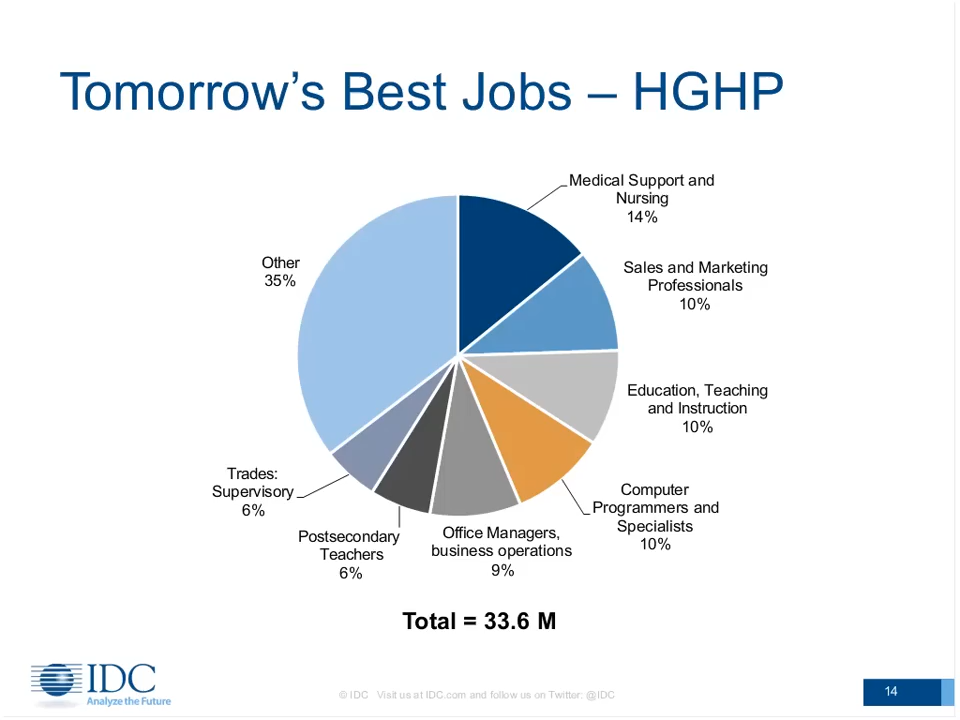 Tomorrow’s Best Jobs – HGHP
Medical Support and
Nursing
14%
Sales and Marketing
Professionals
10%
Education, Teaching
and Instruction
10%
Computer
Programmers and
Specialists
10%
Office Managers,
business operations
9%
Postsecondary
Teachers
6%
Trades:
Supervisory
6%
Other
35%
Total = 33.6 M
IDC
Analyze the Future
© IDC Visit us at IDC.com and follow us on Twitter: @IDC
14